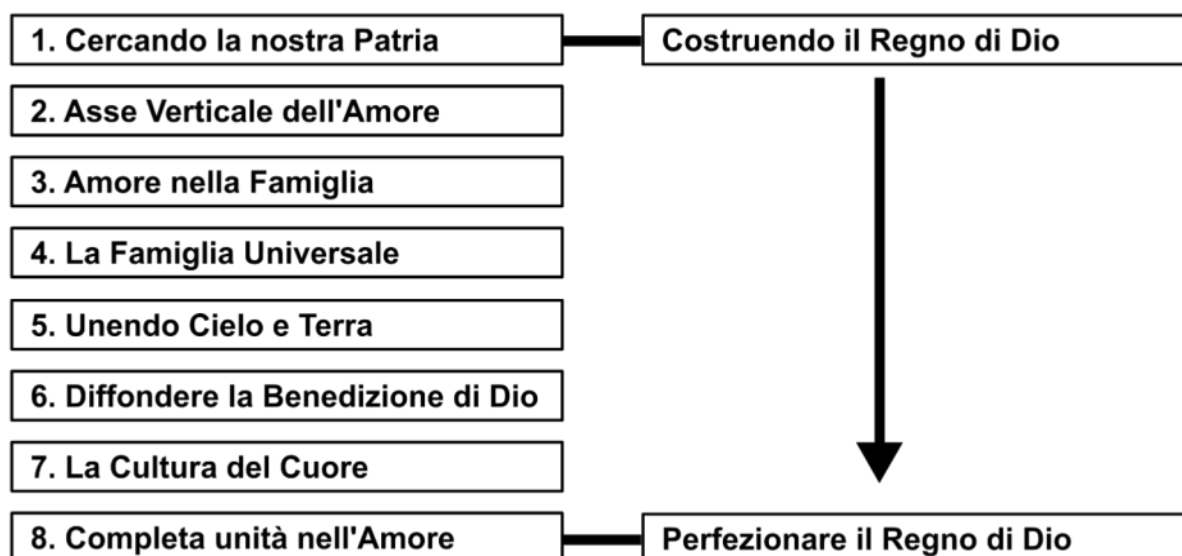 1. Cercando la nostra Patria
Costruendo il Regno di Dio
2. Asse Verticale dell'Amore
3. Amore nella Famiglia
4. La Famiglia Universale
5. Unendo Cielo e Terra
6. Diffondere la Benedizione di Dio
7. La Cultura del Cuore
8. Completa unità nell'Amore
Perfezionare il Regno di Dio